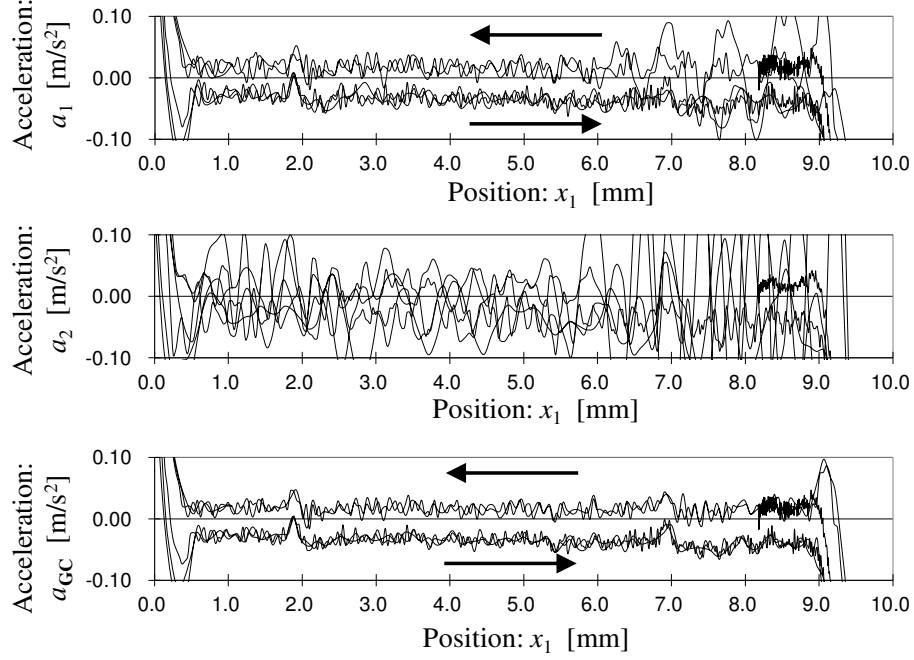 Acceleration:
a₁ [m/s²]
0.10
0.00
-0.10
0.0 1.0 2.0 3.0 4.0 5.0 6.0 7.0 8.0 9.0 10.0
Position: x₁ [mm]
Acceleration:
a₂ [m/s²]
0.10
0.00
-0.10
0.0 1.0 2.0 3.0 4.0 5.0 6.0 7.0 8.0 9.0 10.0
Position: x₁ [mm]
Acceleration:
a_GC [m/s²]
0.10
0.00
-0.10
0.0 1.0 2.0 3.0 4.0 5.0 6.0 7.0 8.0 9.0 10.0
Position: x₁ [mm]